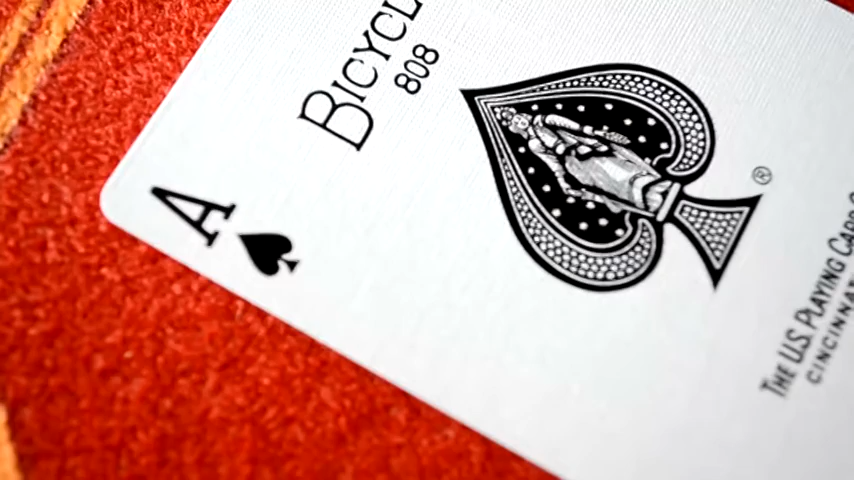 BICYCL
808
A
®
THE U.S. PLAYING CARD
CINCINNAT